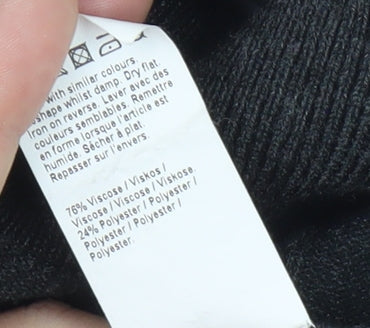 with similar colours.
shape whilst damp. Dry flat.
Iron on reverse. Laver avec des
couleurs semblables. Remettre
en forme lorsque l'article est
humide. Sécher à plat.
Repasser sur l'envers.
76% Viscose / Viskos /
Viscose / Viscose / Viskose.
24% Polyester / Polyester /
Polyester / Polyester /
Polyester.